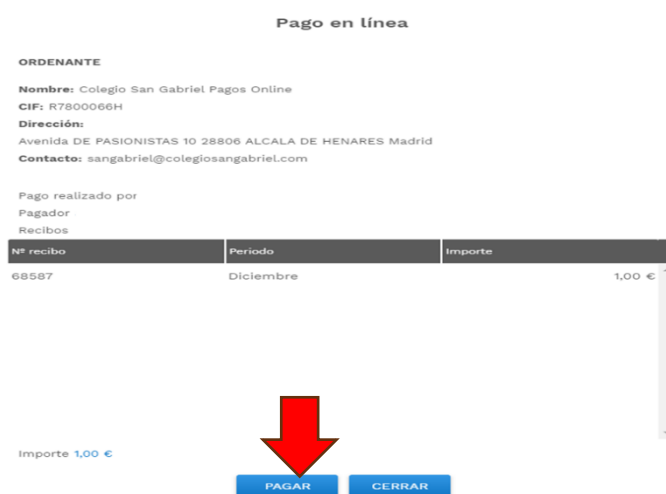 Pago en línea
ORDENANTE
Nombre: Colegio San Gabriel Pagos Online
CIF: R7800066H
Dirección:
Avenida DE PASIONISTAS 10 28806 ALCALA DE HENARES Madrid
Contacto: sangabriel@colegiosangabriel.com
Pago realizado por
Pagador
Recibos
Nº recibo Periodo Importe
68587 Diciembre 1,00 €
Importe 1,00 €
PAGAR CERRAR